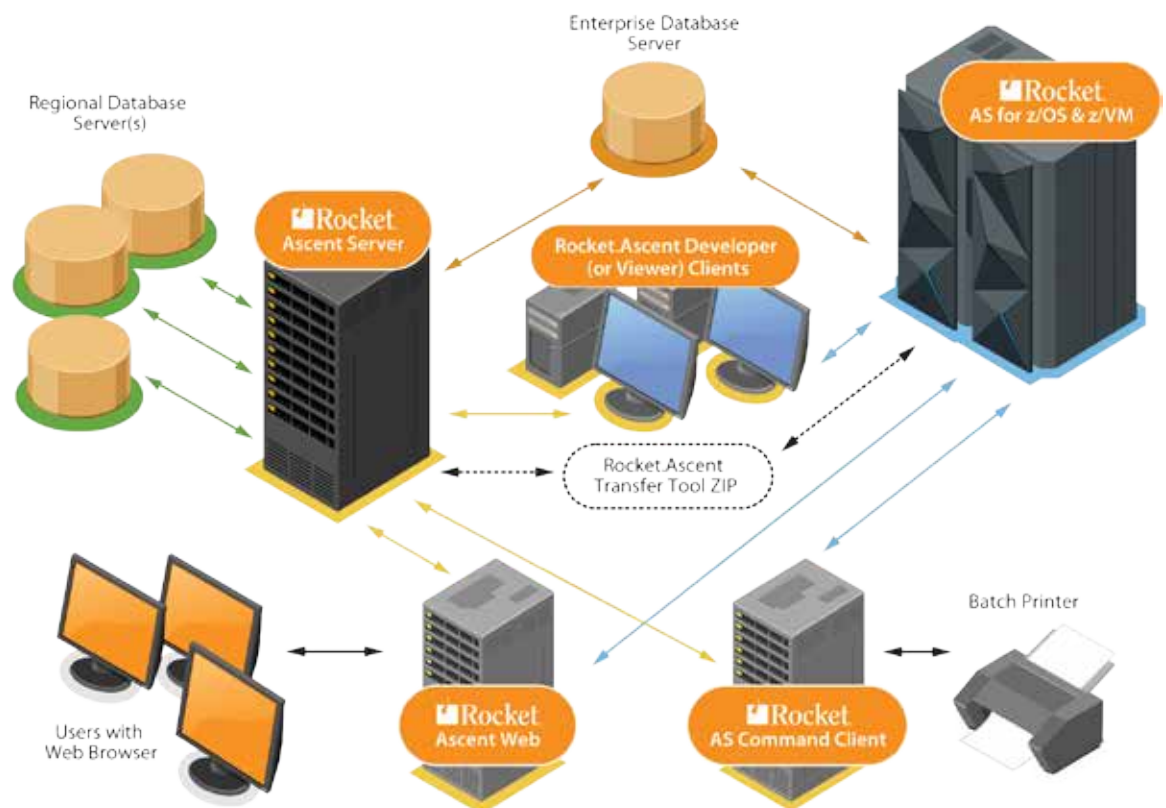 Enterprise Database
Server
Regional Database
Server(s)
Rocket
AS for z/OS & z/VM
Rocket
Ascent Server
Rocket.Ascent Developer
(or Viewer) Clients
Rocket.Ascent
Transfer Tool ZIP
Batch Printer
Users with
Web Browser
Rocket
Ascent Web
Rocket
AS Command Client